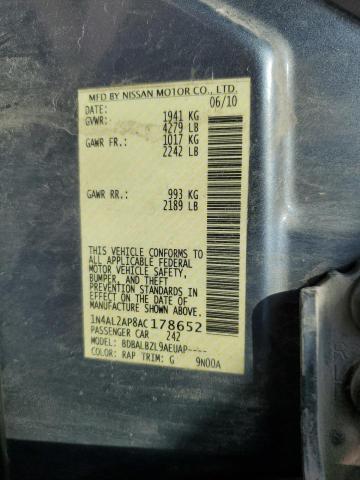 MFD BY NISSAN MOTOR CO., LTD.
DATE: 06/10
GVWR: 1941 KG
4279 LB
GAWR FR.: 1017 KG
2242 LB
GAWR RR.: 993 KG
2189 LB
THIS VEHICLE CONFORMS TO
ALL APPLICABLE FEDERAL
MOTOR VEHICLE SAFETY,
BUMPER, AND THEFT
PREVENTION STANDARDS IN
EFFECT ON THE DATE OF
MANUFACTURE SHOWN ABOVE.
1N4AL2AP8AC178652
PASSENGER CAR 242
MODEL: BDBALBZL9AEUAP----
COLOR: RAP TRIM: G 9N00A